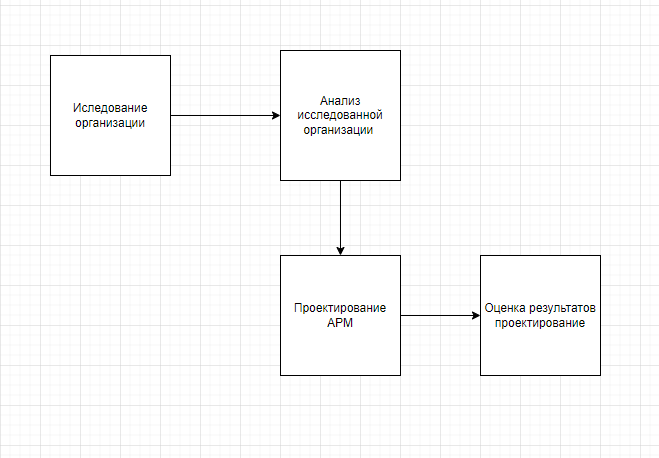 Иследование
организации
Анализ
исследованной
организации
Проектирование
АРМ
Оценка результатов
проектирование